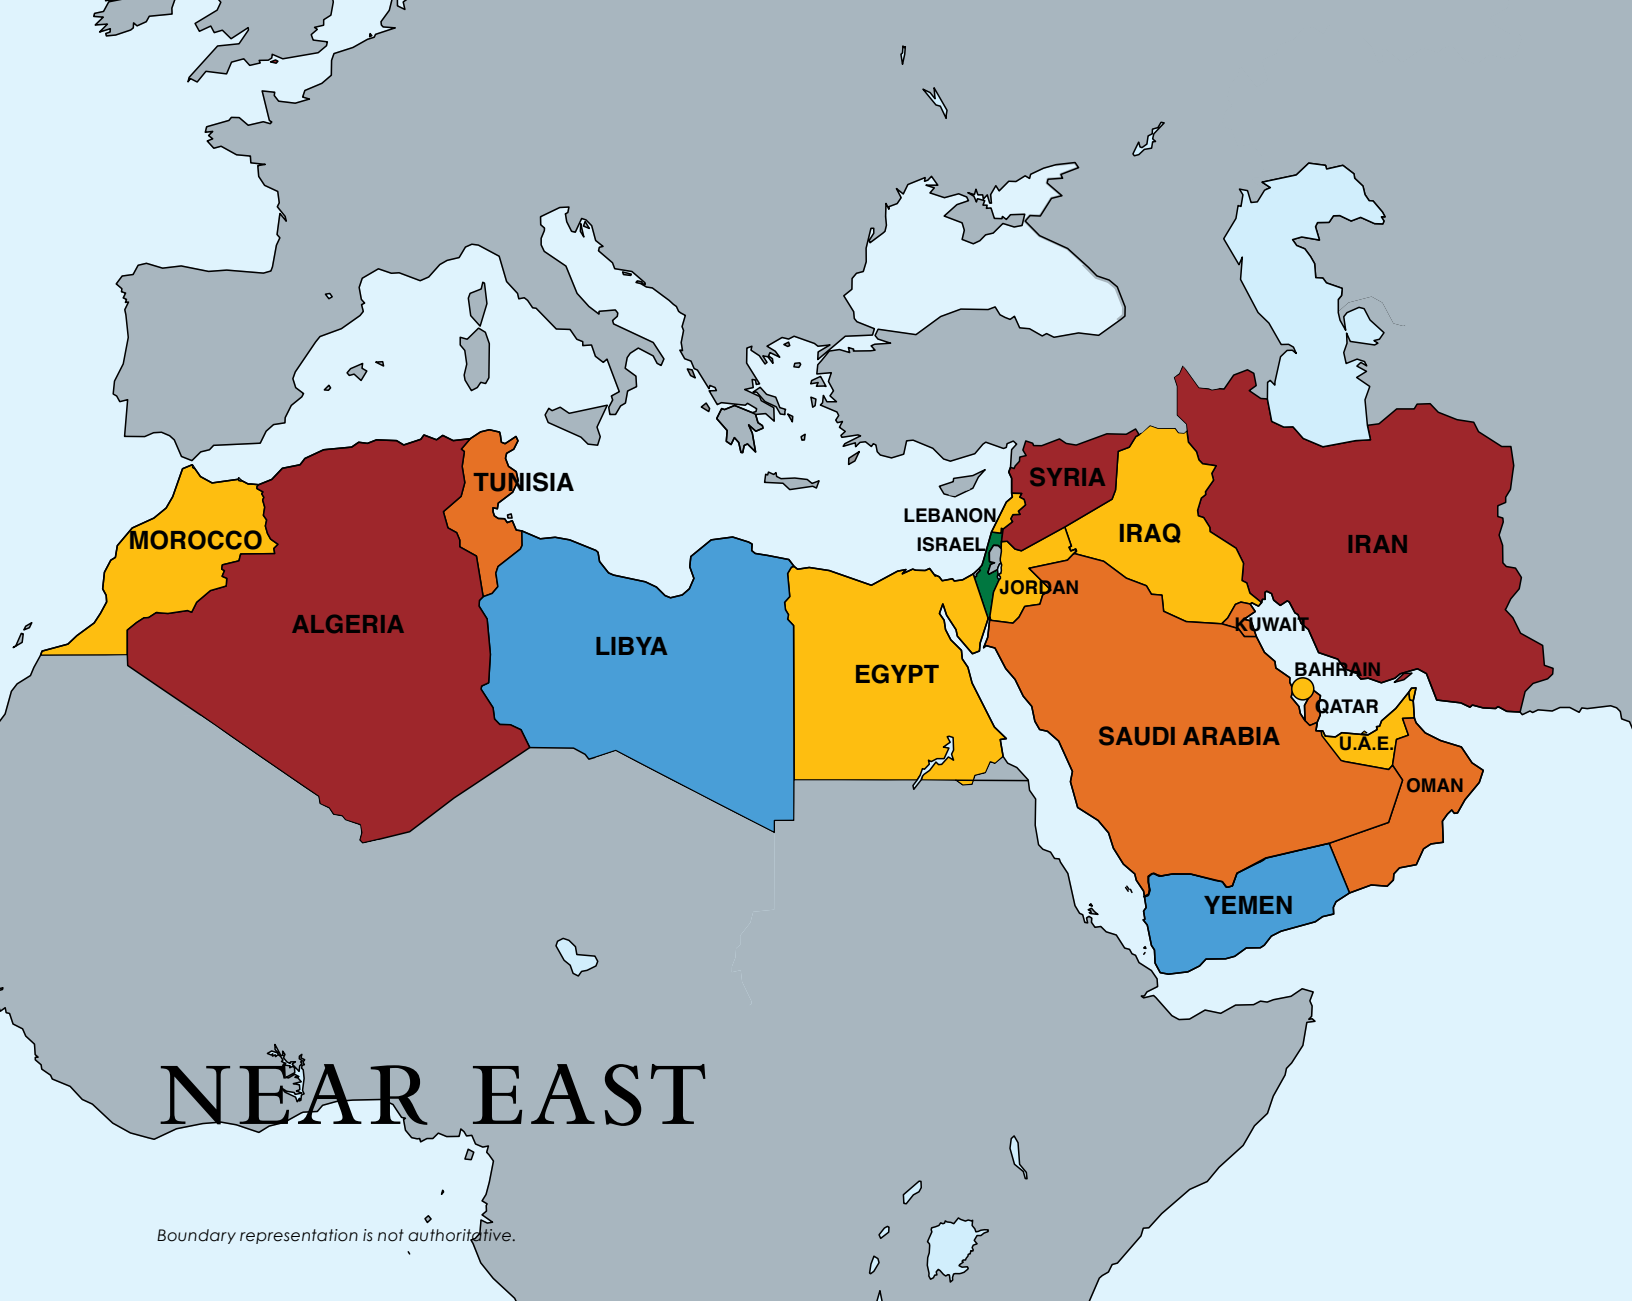 TUNISIA
SYRIA
LEBANON
IRAQ
MOROCCO
ISRAEL
IRAN
JORDAN
ALGERIA
KUWAIT
LIBYA
BAHRAIN
EGYPT
QATAR
SAUDI ARABIA
U.A.E.
OMAN
YEMEN
NEAR EAST
Boundary representation is not authoritative.